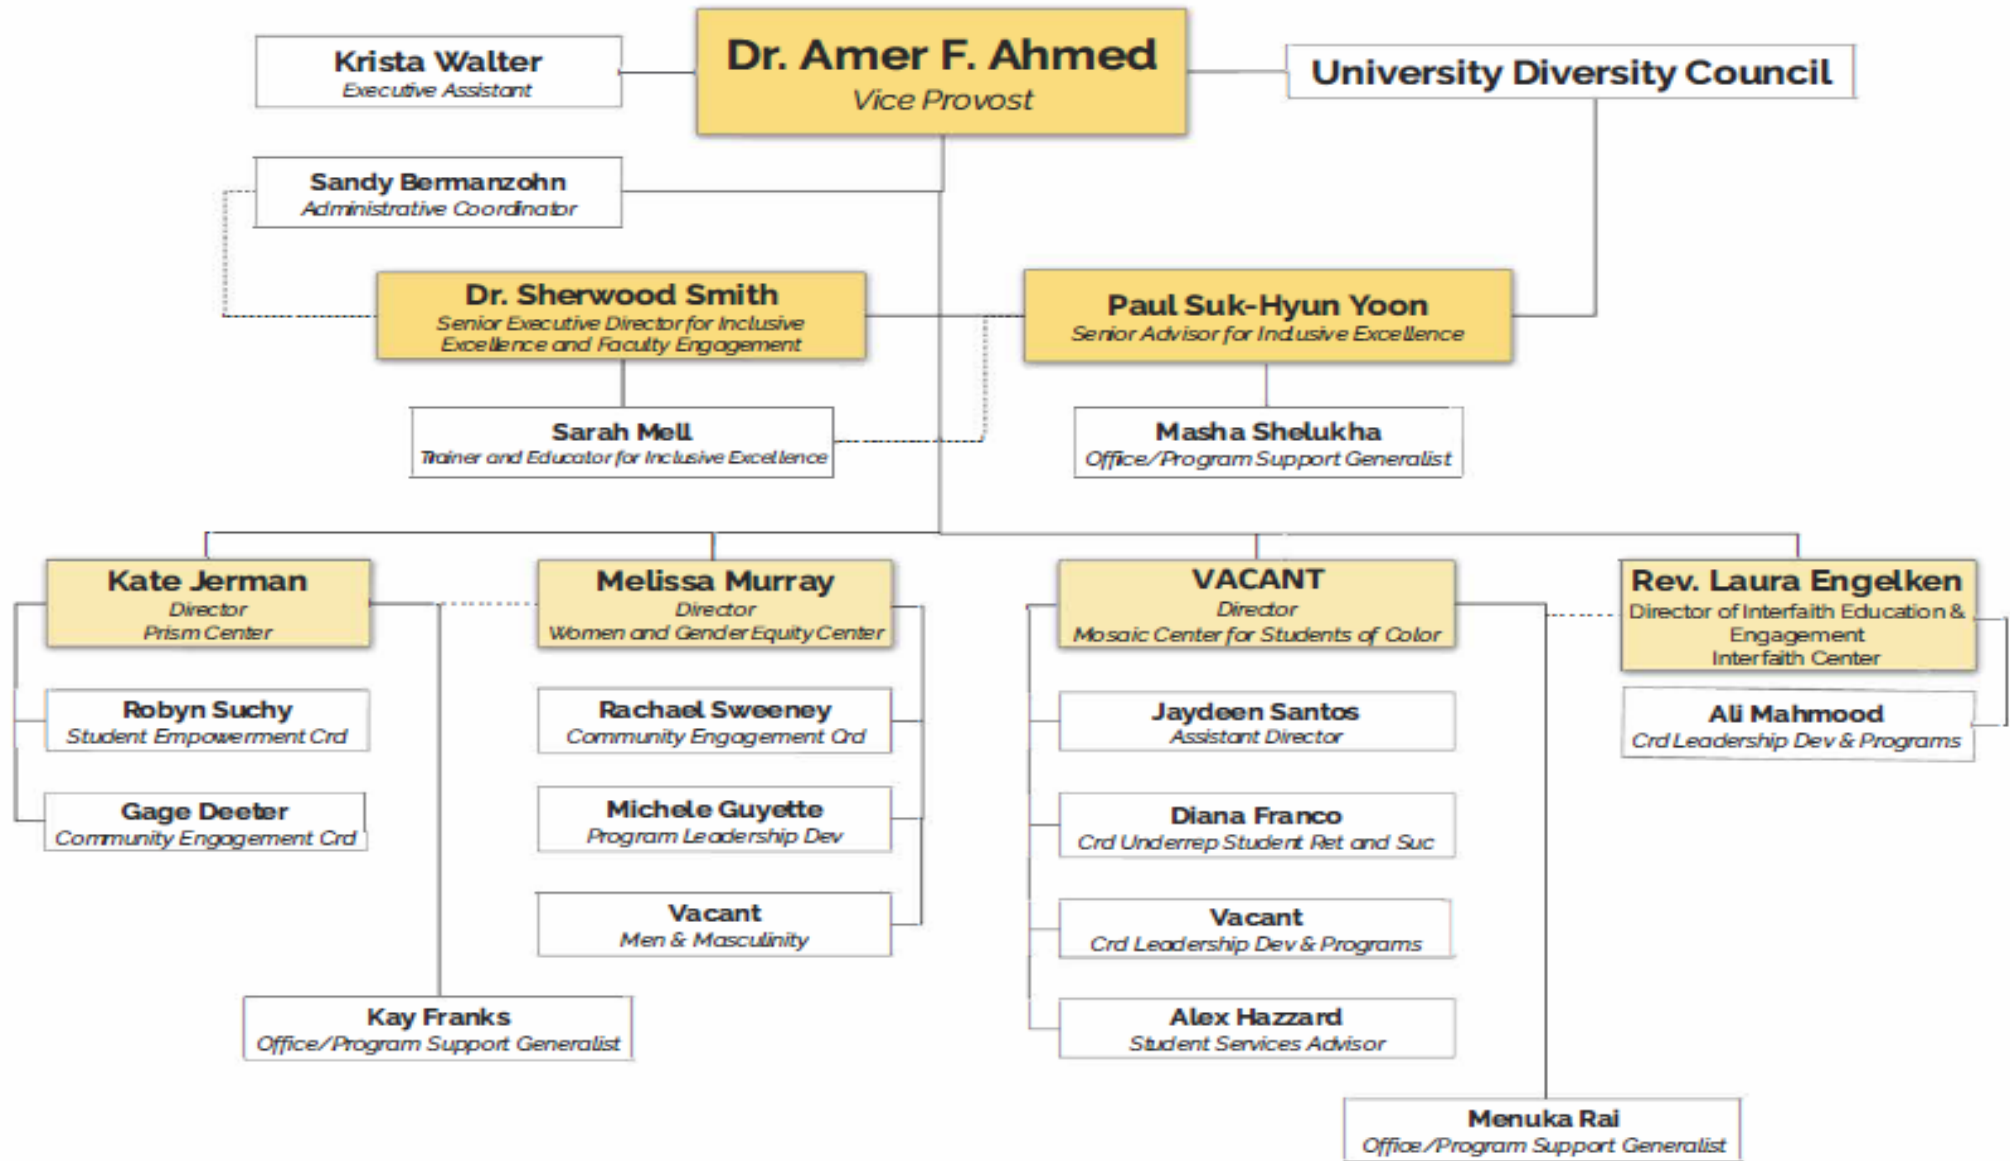 Dr. Amer F. Ahmed
Vice Provost
Krista Walter
Executive Assistant
University Diversity Council
Sandy Bermanzohn
Administrative Coordinator
Dr. Sherwood Smith
Senior Executive Director for Inclusive
Excellence and Faculty Engagement
Paul Suk-Hyun Yoon
Senior Advisor for Inclusive Excellence
Sarah Mell
Trainer and Educator for Inclusive Excellence
Masha Shelukha
Office/Program Support Generalist
Kate Jerman
Director
Prism Center
Melissa Murray
Director
Women and Gender Equity Center
VACANT
Director
Mosaic Center for Students of Color
Rev. Laura Engelken
Director of Interfaith Education &
Engagement
Interfaith Center
Robyn Suchy
Student Empowerment Crd
Rachael Sweeney
Community Engagement Crd
Jaydeen Santos
Assistant Director
Ali Mahmood
Crd Leadership Dev & Programs
Gage Deeter
Community Engagement Crd
Michele Guyette
Program Leadership Dev
Diana Franco
Crd Underrep Student Ret and Suc
Vacant
Men & Masculinity
Vacant
Crd Leadership Dev & Programs
Kay Franks
Office/Program Support Generalist
Alex Hazzard
Student Services Advisor
Menuka Rai
Office/Program Support Generalist